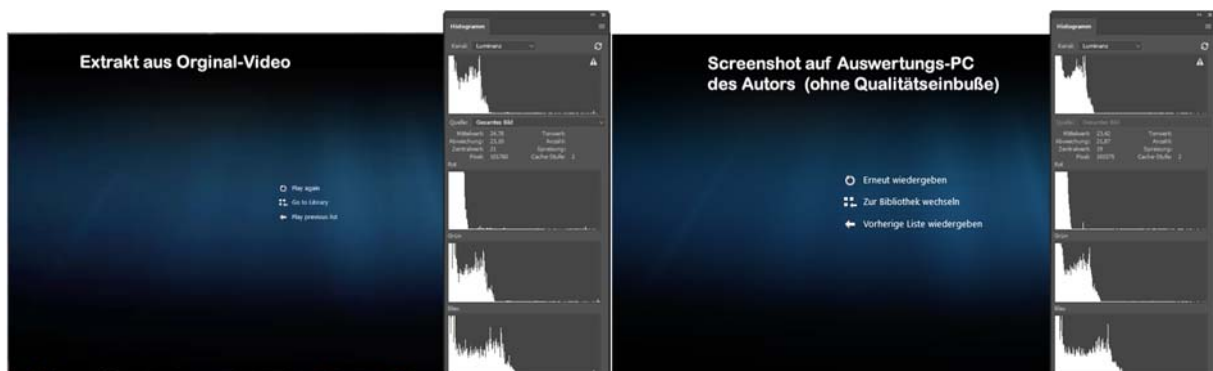 Extrakt aus Orginal-Video
Play again
Go to Library
Play previous list
Histogramm
Kanal: Luminanz
Quelle: Gesamtes Bild
Mittelwert: 24,78 Tonwert:
Abweichung: 23,30 Anzahl:
Zentralwert: 21 Spreizung:
Pixel: Cache-Stufe: 2
Rot
Grün
Blau
Screenshot auf Auswertungs-PC
des Autors (ohne Qualitätseinbuße)
Erneut wiedergeben
Zur Bibliothek wechseln
Vorherige Liste wiedergeben
Histogramm
Kanal: Luminanz
Quelle: Gesamtes Bild
Mittelwert: 23,42 Tonwert:
Abweichung: 21,87 Anzahl:
Zentralwert: 19 Spreizung:
Pixel: Cache-Stufe: 2
Rot
Grün
Blau